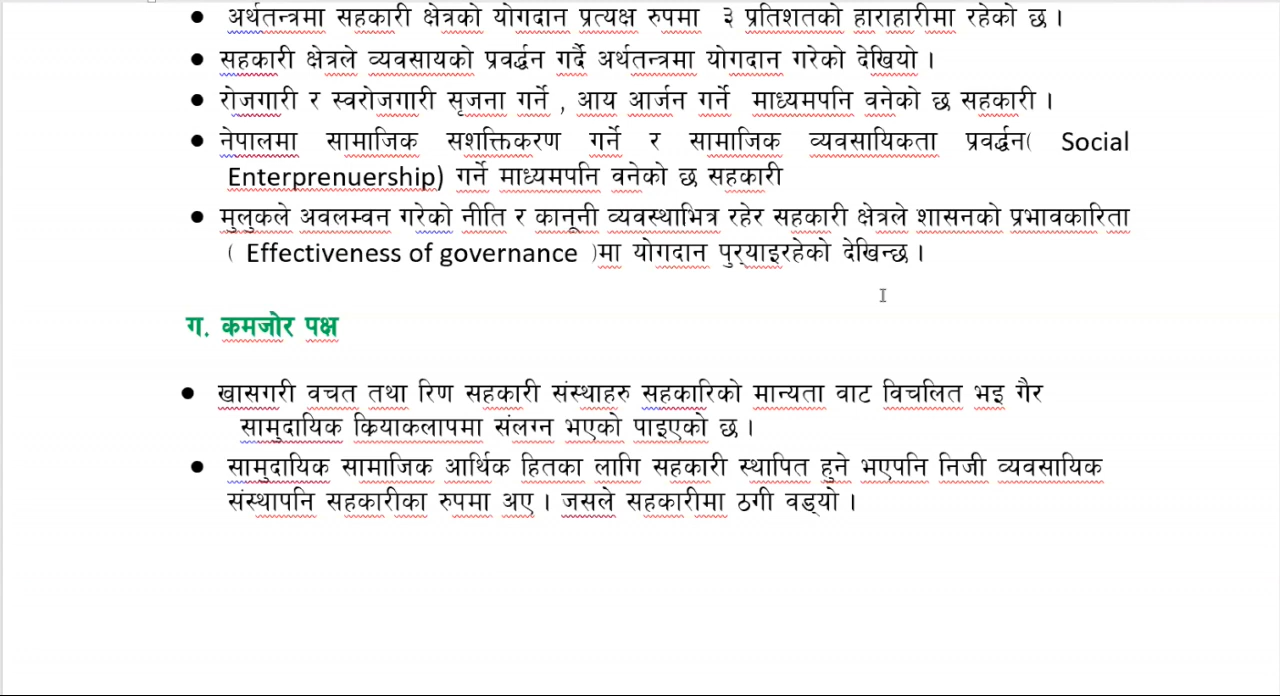 • अर्थतन्त्रमा सहकारी क्षेत्रको योगदान प्रत्यक्ष रुपमा ३ प्रतिशतको हाराहारीमा रहेको छ ।
• सहकारी क्षेत्रले व्यवसायको प्रवर्द्धन गर्दै अर्थतन्त्रमा योगदान गरेको देखियो ।
• रोजगारी र स्वरोजगारी सृजना गर्ने , आय आर्जन गर्ने माध्यमपनि वनेको छ सहकारी ।
• नेपालमा सामाजिक सशक्तिकरण गर्ने र सामाजिक व्यवसायिकता प्रवर्द्धन( Social
Enterprenuership) गर्ने माध्यमपनि वनेको छ सहकारी
• मुलुकले अवलम्वन गरेको नीति र कानूनी व्यवस्थाभित्र रहेर सहकारी क्षेत्रले शासनको प्रभावकारिता
( Effectiveness of governance )मा योगदान पुर्‍याइरहेको देखिन्छ ।
ग. कमजोर पक्ष
• खासगरी वचत तथा रिण सहकारी संस्थाहरु सहकारिको मान्यता वाट विचलित भइ गैर
सामुदायिक क्रियाकलापमा संलग्न भएको पाइएको छ ।
• सामुदायिक सामाजिक आर्थिक हितका लागि सहकारी स्थापित हुने भएपनि निजी व्यवसायिक
संस्थापनि सहकारीका रुपमा अए । जसले सहकारीमा ठगी वड्यो ।